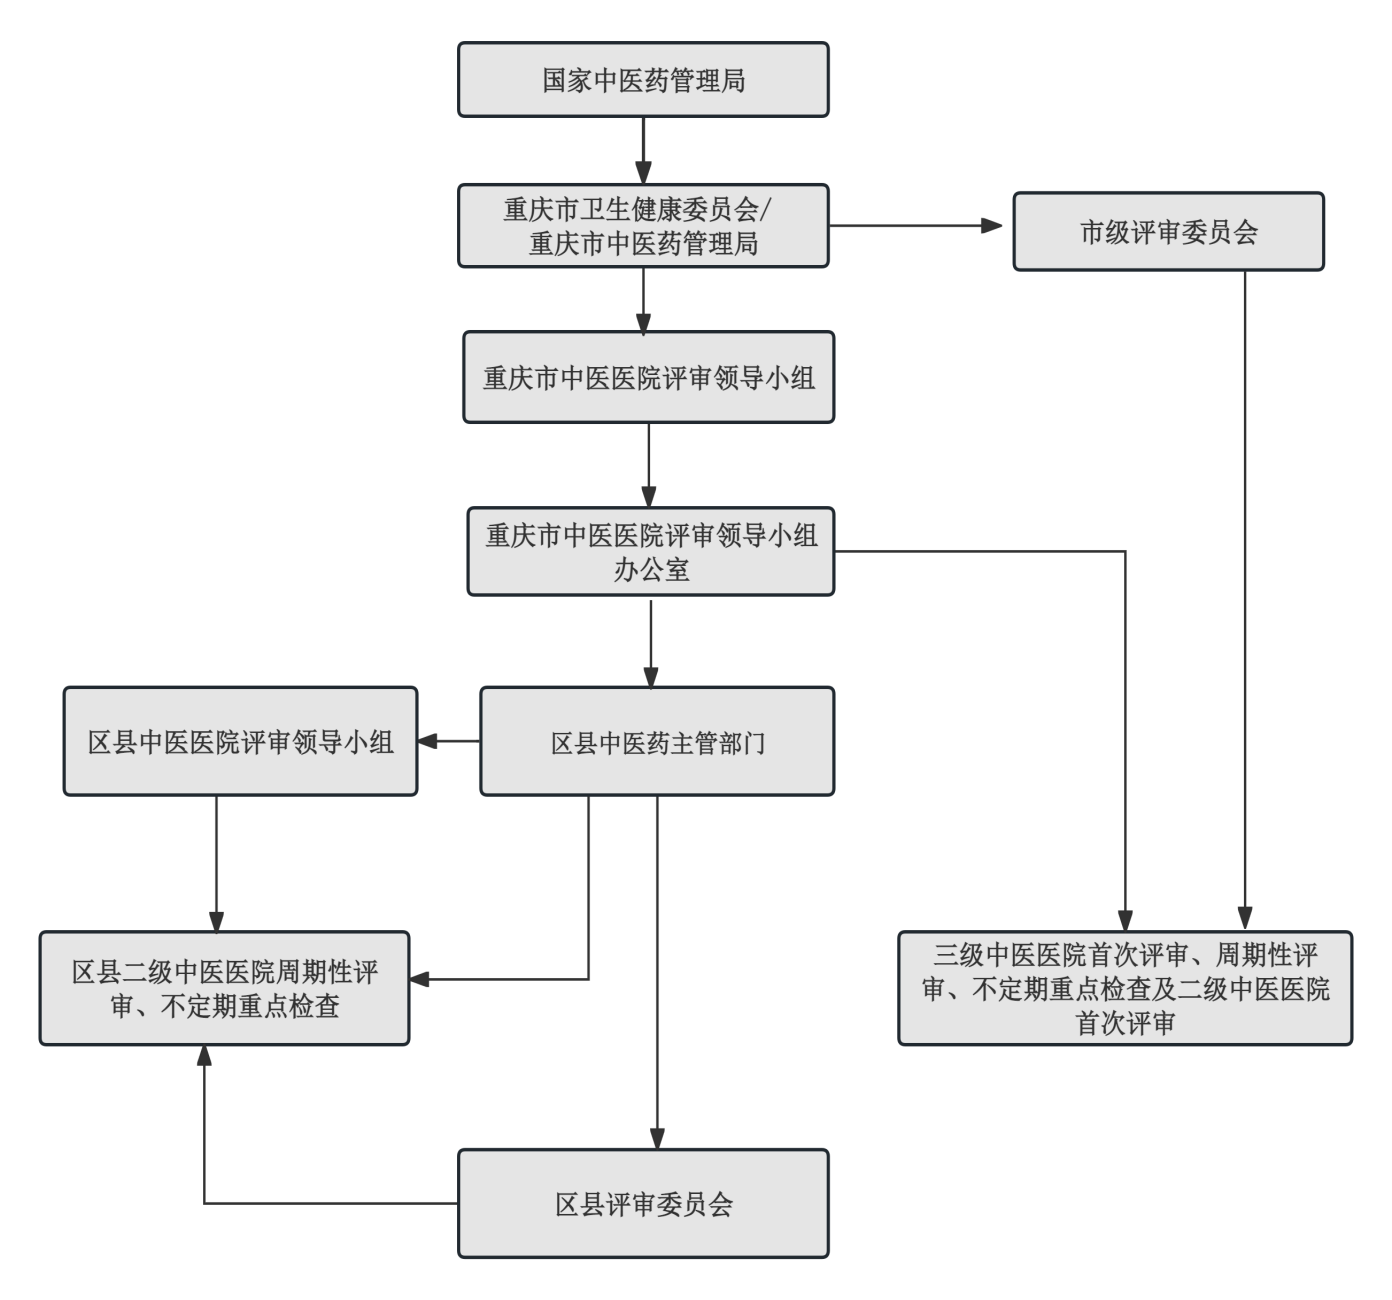 国家中医药管理局
重庆市卫生健康委员会/
重庆市中医药管理局
市级评审委员会
重庆市中医医院评审领导小组
重庆市中医医院评审领导小组
办公室
区县中医医院评审领导小组
区县中医药主管部门
区县二级中医医院周期性评
审、不定期重点检查
三级中医医院首次评审、周期性评
审、不定期重点检查及二级中医医院
首次评审
区县评审委员会